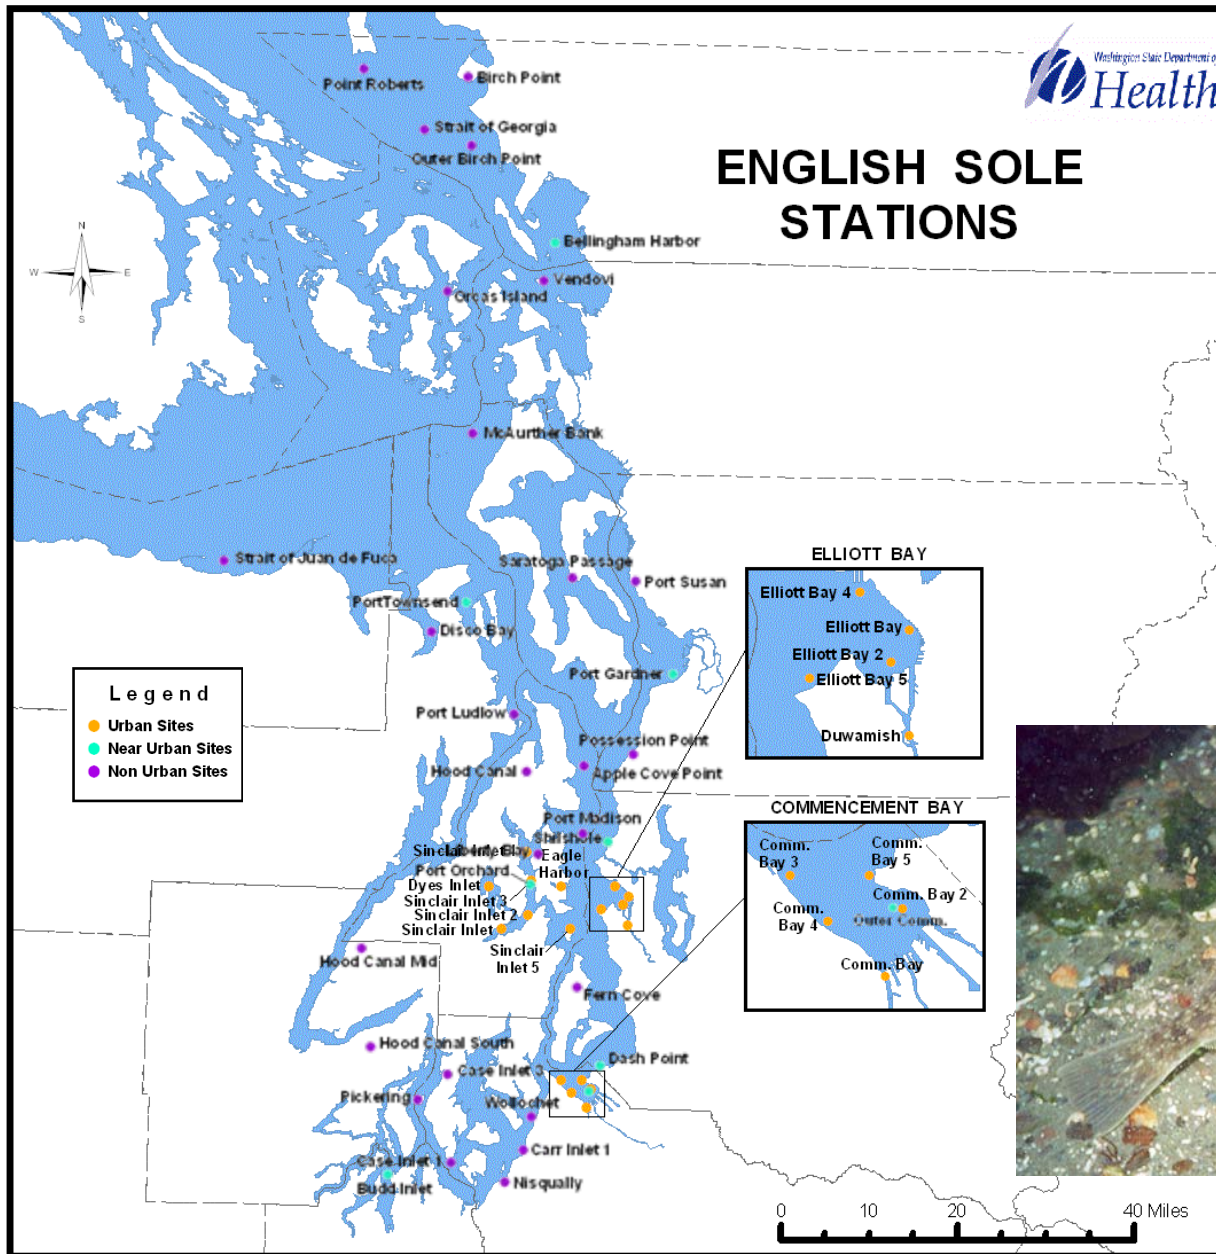 Washington State Department of
Health
ENGLISH SOLE
STATIONS
Point Roberts
Birch Point
Strait of Georgia
Outer Birch Point
N
W
E
S
Bellingham Harbor
Vendovi
Orcas Island
McAurther Bank
Strait of Juan de Fuca
Saratoga Passage
Port Susan
PortTownsend
Disco Bay
Port Gardner
Port Ludlow
Possession Point
Hood Canal
Apple Cove Point
Port Madison
Shilshole
Sinclair Inlet
Eagle
Harbor
Port Orchard
Dyes Inlet
Sinclair Inlet 3
Sinclair Inlet 2
Sinclair Inlet
Sinclair
Inlet 5
Hood Canal Mid
Fern Cove
Hood Canal South
Dash Point
Case Inlet 3
Pickering
Wollochet
Carr Inlet 1
Case Inlet 1
Budd Inlet
Nisqually
Legend
Urban Sites
Near Urban Sites
Non Urban Sites
ELLIOTT BAY
Elliott Bay 4
Elliott Bay
Elliott Bay 2
Elliott Bay 5
Duwamish
COMMENCEMENT BAY
Comm.
Bay 3
Comm.
Bay 5
Comm. Bay 2
Outer Comm.
Comm.
Bay 4
Comm. Bay
0 10 20 40 Miles